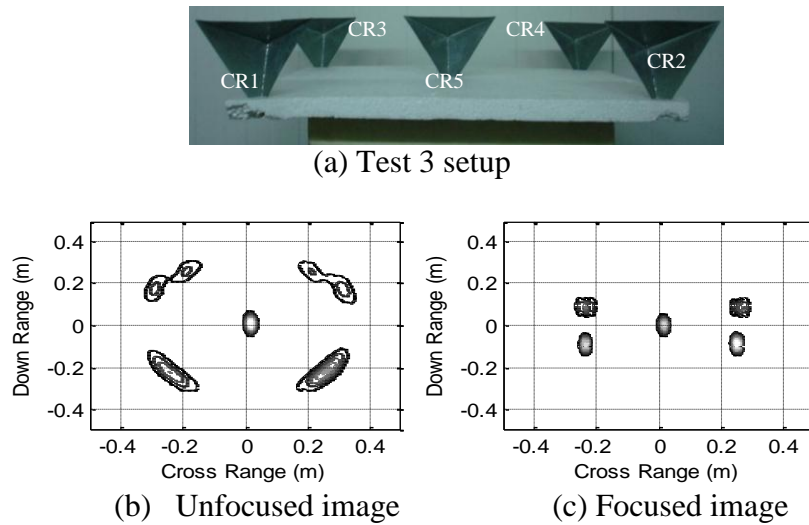 CR3 CR4
CR1 CR5 CR2
(a) Test 3 setup
Down Range (m)
0.4
0.2
0
-0.2
-0.4
-0.4 -0.2 0 0.2 0.4
Cross Range (m)
(b) Unfocused image
Down Range (m)
0.4
0.2
0
-0.2
-0.4
-0.4 -0.2 0 0.2 0.4
Cross Range (m)
(c) Focused image